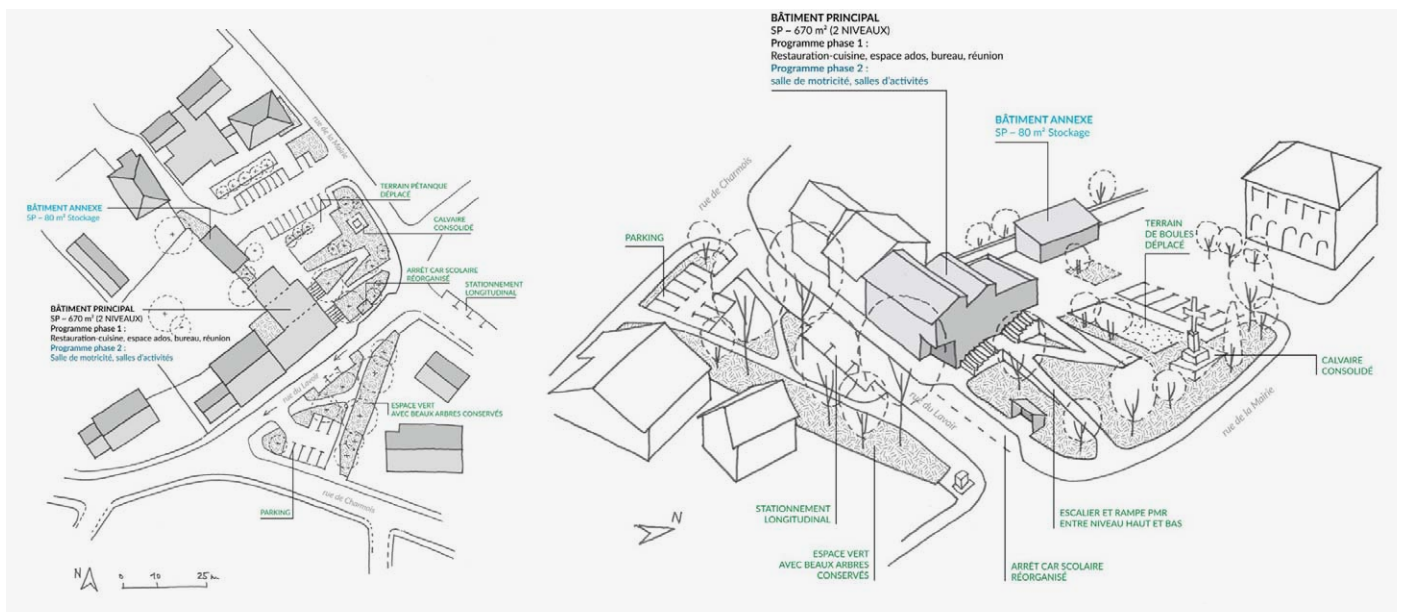 rue de la Mairie
TERRAIN PÉTANQUE
DÉPLACÉ
BÂTIMENT ANNEXE
SP – 80 m² Stockage
CALVAIRE
CONSOLIDÉ
ARRÊT CAR SCOLAIRE
RÉORGANISÉ
STATIONNEMENT
LONGITUDINAL
BÂTIMENT PRINCIPAL
SP – 670 m² (2 NIVEAUX)
Programme phase 1 :
Restauration-cuisine, espace ados, bureau, réunion
Programme phase 2 :
Salle de motricité, salles d'activités
rue du Lavoir
ESPACE VERT
AVEC BEAUX ARBRES CONSERVÉS
rue de Charmois
PARKING
N
0 10 25 m
BÂTIMENT PRINCIPAL
SP – 670 m² (2 NIVEAUX)
Programme phase 1 :
Restauration-cuisine, espace ados, bureau, réunion
Programme phase 2 :
salle de motricité, salles d'activités
BÂTIMENT ANNEXE
SP – 80 m² Stockage
rue de Charmois
PARKING
TERRAIN
DE BOULES
DÉPLACÉ
CALVAIRE
CONSOLIDÉ
rue du Lavoir
rue de la Mairie
N
STATIONNEMENT
LONGITUDINAL
ESCALIER ET RAMPE PMR
ENTRE NIVEAU HAUT ET BAS
ESPACE VERT
AVEC BEAUX ARBRES
CONSERVÉS
ARRÊT CAR SCOLAIRE
RÉORGANISÉ